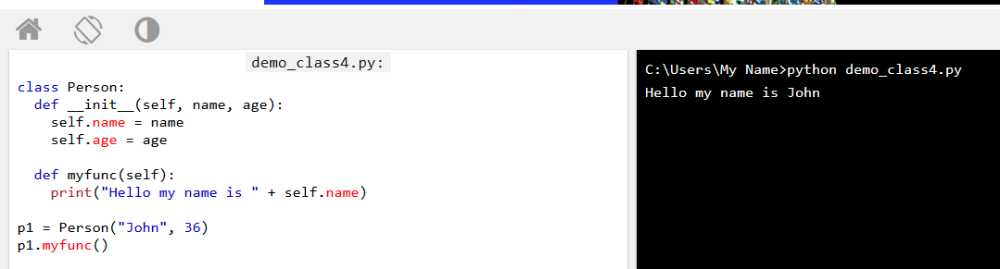 demo_class4.py:
class Person:
  def __init__(self, name, age):
    self.name = name
    self.age = age

  def myfunc(self):
    print("Hello my name is " + self.name)

p1 = Person("John", 36)
p1.myfunc()
C:\Users\My Name>python demo_class4.py
Hello my name is John